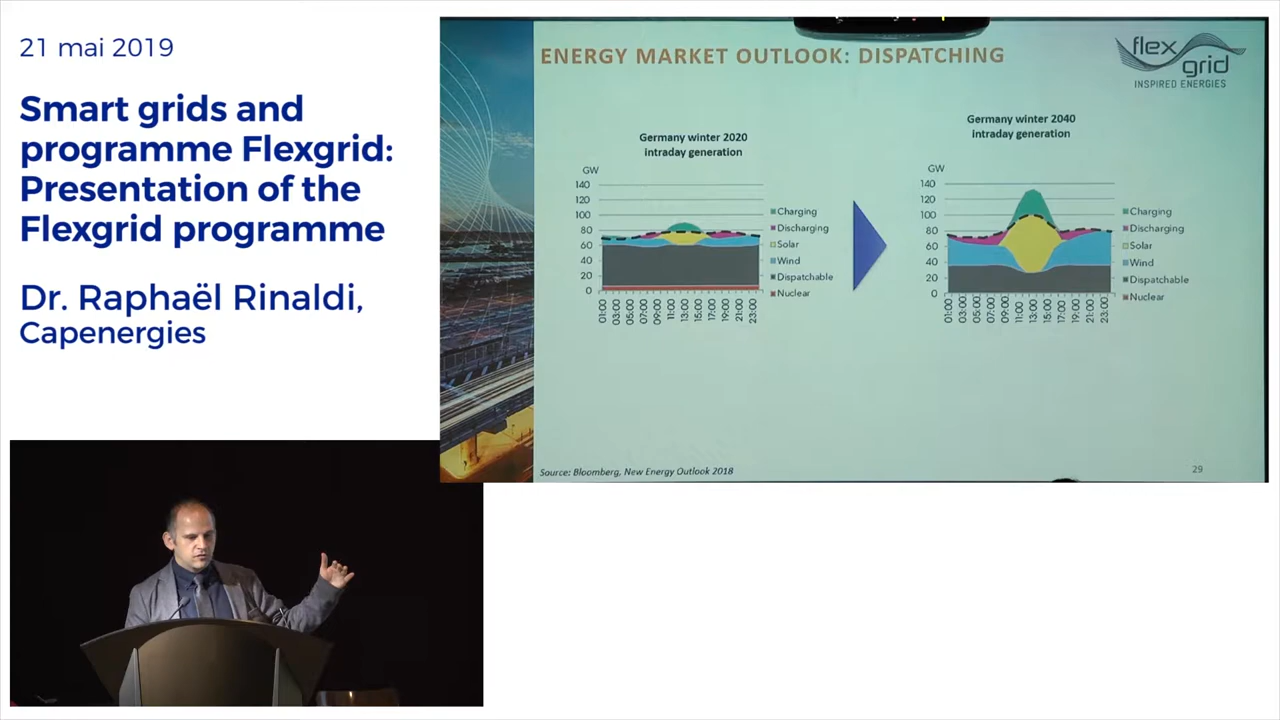 21 mai 2019
Smart grids and
programme Flexgrid:
Presentation of the
Flexgrid programme
Dr. Raphaël Rinaldi,
Capenergies
ENERGY MARKET OUTLOOK: DISPATCHING
flex
grid
INSPIRED ENERGIES
Germany winter 2020
intraday generation
GW
140
120
100
80
60
40
20
0
01:00
03:00
05:00
07:00
09:00
11:00
13:00
15:00
17:00
19:00
21:00
23:00
Charging
Discharging
Solar
Wind
Dispatchable
Nuclear
Germany winter 2040
intraday generation
GW
140
120
100
80
60
40
20
0
01:00
03:00
05:00
07:00
09:00
11:00
13:00
15:00
17:00
19:00
21:00
23:00
Charging
Discharging
Solar
Wind
Dispatchable
Nuclear
Source: Bloomberg, New Energy Outlook 2018
29